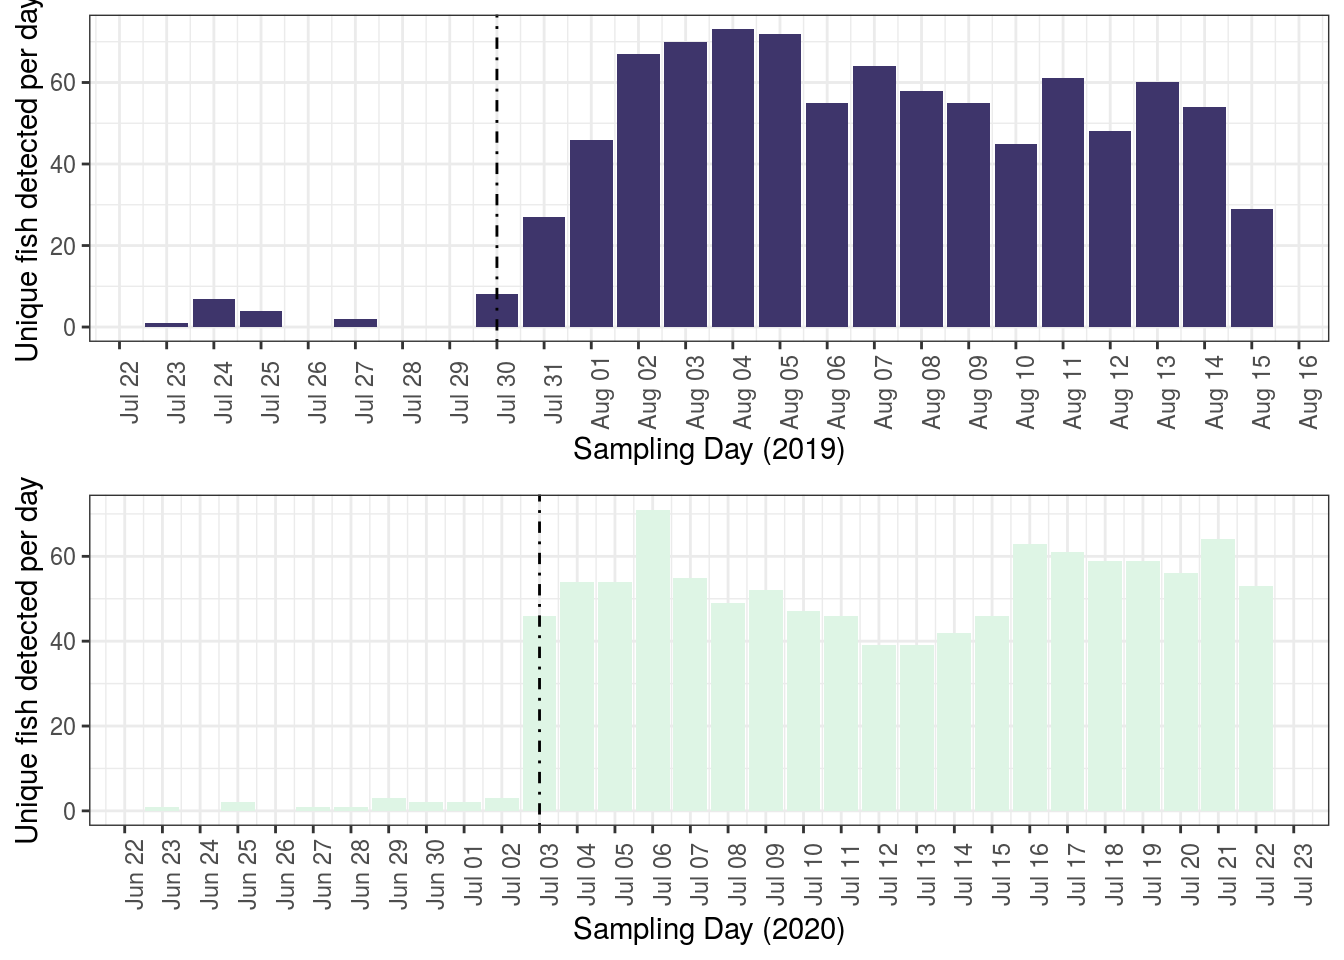 Unique fish detected per day
60
40
20
0
Jul 22 Jul 23 Jul 24 Jul 25 Jul 26 Jul 27 Jul 28 Jul 29 Jul 30 Jul 31 Aug 01 Aug 02 Aug 03 Aug 04 Aug 05 Aug 06 Aug 07 Aug 08 Aug 09 Aug 10 Aug 11 Aug 12 Aug 13 Aug 14 Aug 15 Aug 16
Sampling Day (2019)
Unique fish detected per day
60
40
20
0
Jun 22 Jun 23 Jun 24 Jun 25 Jun 26 Jun 27 Jun 28 Jun 29 Jun 30 Jul 01 Jul 02 Jul 03 Jul 04 Jul 05 Jul 06 Jul 07 Jul 08 Jul 09 Jul 10 Jul 11 Jul 12 Jul 13 Jul 14 Jul 15 Jul 16 Jul 17 Jul 18 Jul 19 Jul 20 Jul 21 Jul 22 Jul 23
Sampling Day (2020)